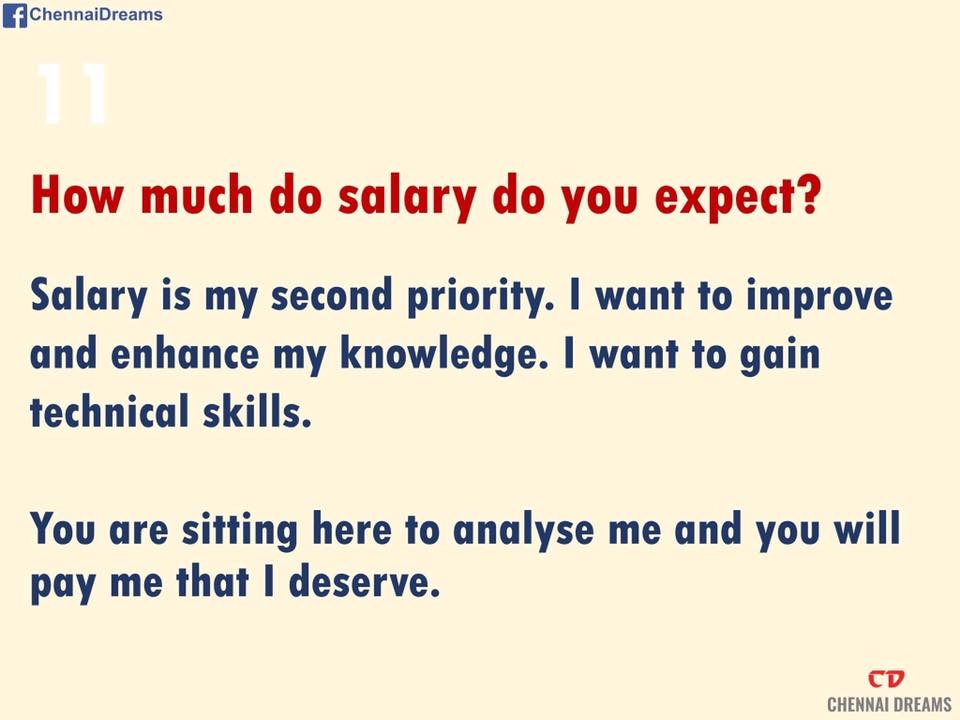 ChennaiDreams
11
How much do salary do you expect?
Salary is my second priority. I want to improve
and enhance my knowledge. I want to gain
technical skills.
You are sitting here to analyse me and you will
pay me that I deserve.
CD
CHENNAI DREAMS